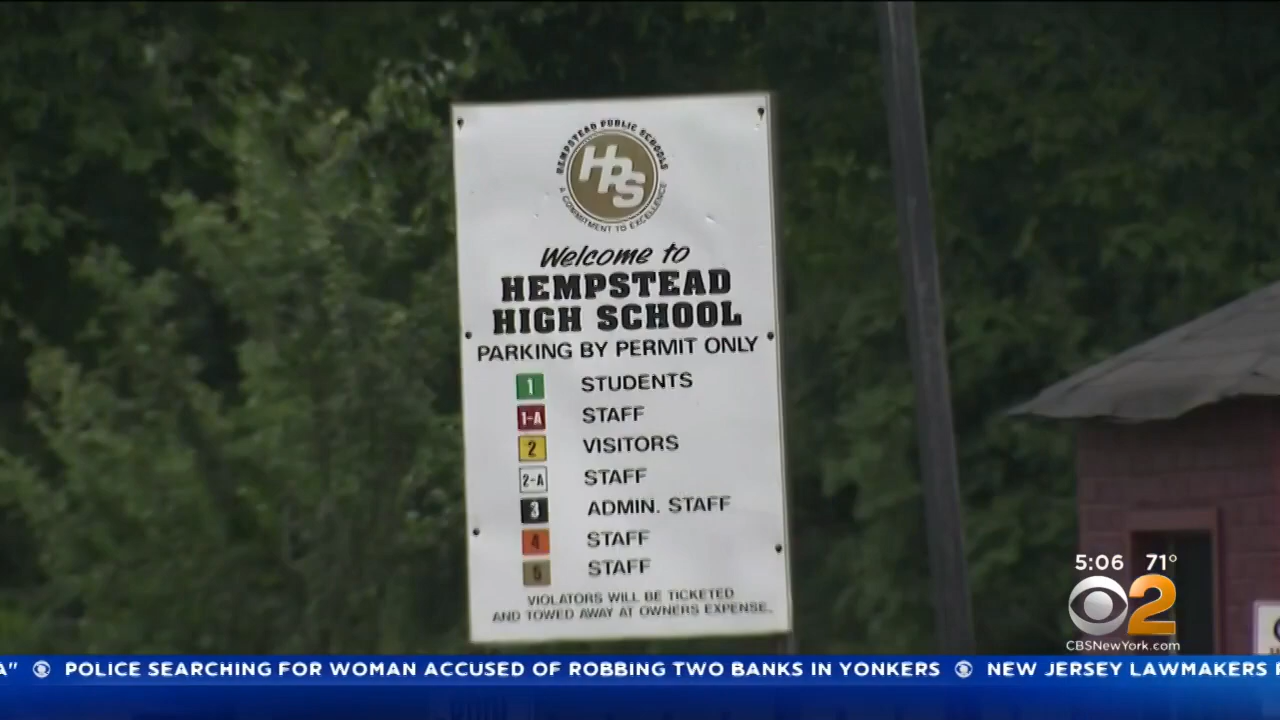 HEMPSTEAD PUBLIC SCHOOLS
HPS
A COMMITMENT TO EXCELLENCE
Welcome to
HEMPSTEAD
HIGH SCHOOL
PARKING BY PERMIT ONLY
1 STUDENTS
1-A STAFF
2 VISITORS
2-A STAFF
3 ADMIN. STAFF
4 STAFF
5 STAFF
VIOLATORS WILL BE TICKETED
AND TOWED AWAY AT OWNERS EXPENSE.
5:06 71°
2
CBSNewYork.com
A" POLICE SEARCHING FOR WOMAN ACCUSED OF ROBBING TWO BANKS IN YONKERS NEW JERSEY LAWMAKERS